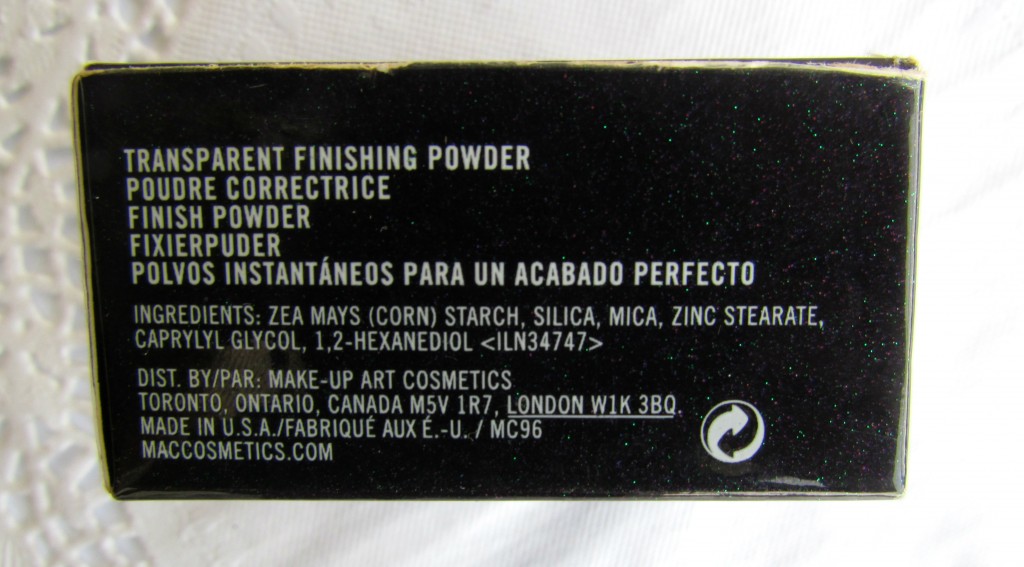 TRANSPARENT FINISHING POWDER
POUDRE CORRECTRICE
FINISH POWDER
FIXIERPUDER
POLVOS INSTANTÁNEOS PARA UN ACABADO PERFECTO
INGREDIENTS: ZEA MAYS (CORN) STARCH, SILICA, MICA, ZINC STEARATE,
CAPRYLYL GLYCOL, 1,2-HEXANEDIOL <ILN34747>
DIST. BY/PAR: MAKE-UP ART COSMETICS
TORONTO, ONTARIO, CANADA M5V 1R7, LONDON W1K 3BQ.
MADE IN U.S.A./FABRIQUÉ AUX É.-U. / MC96
MACCOSMETICS.COM